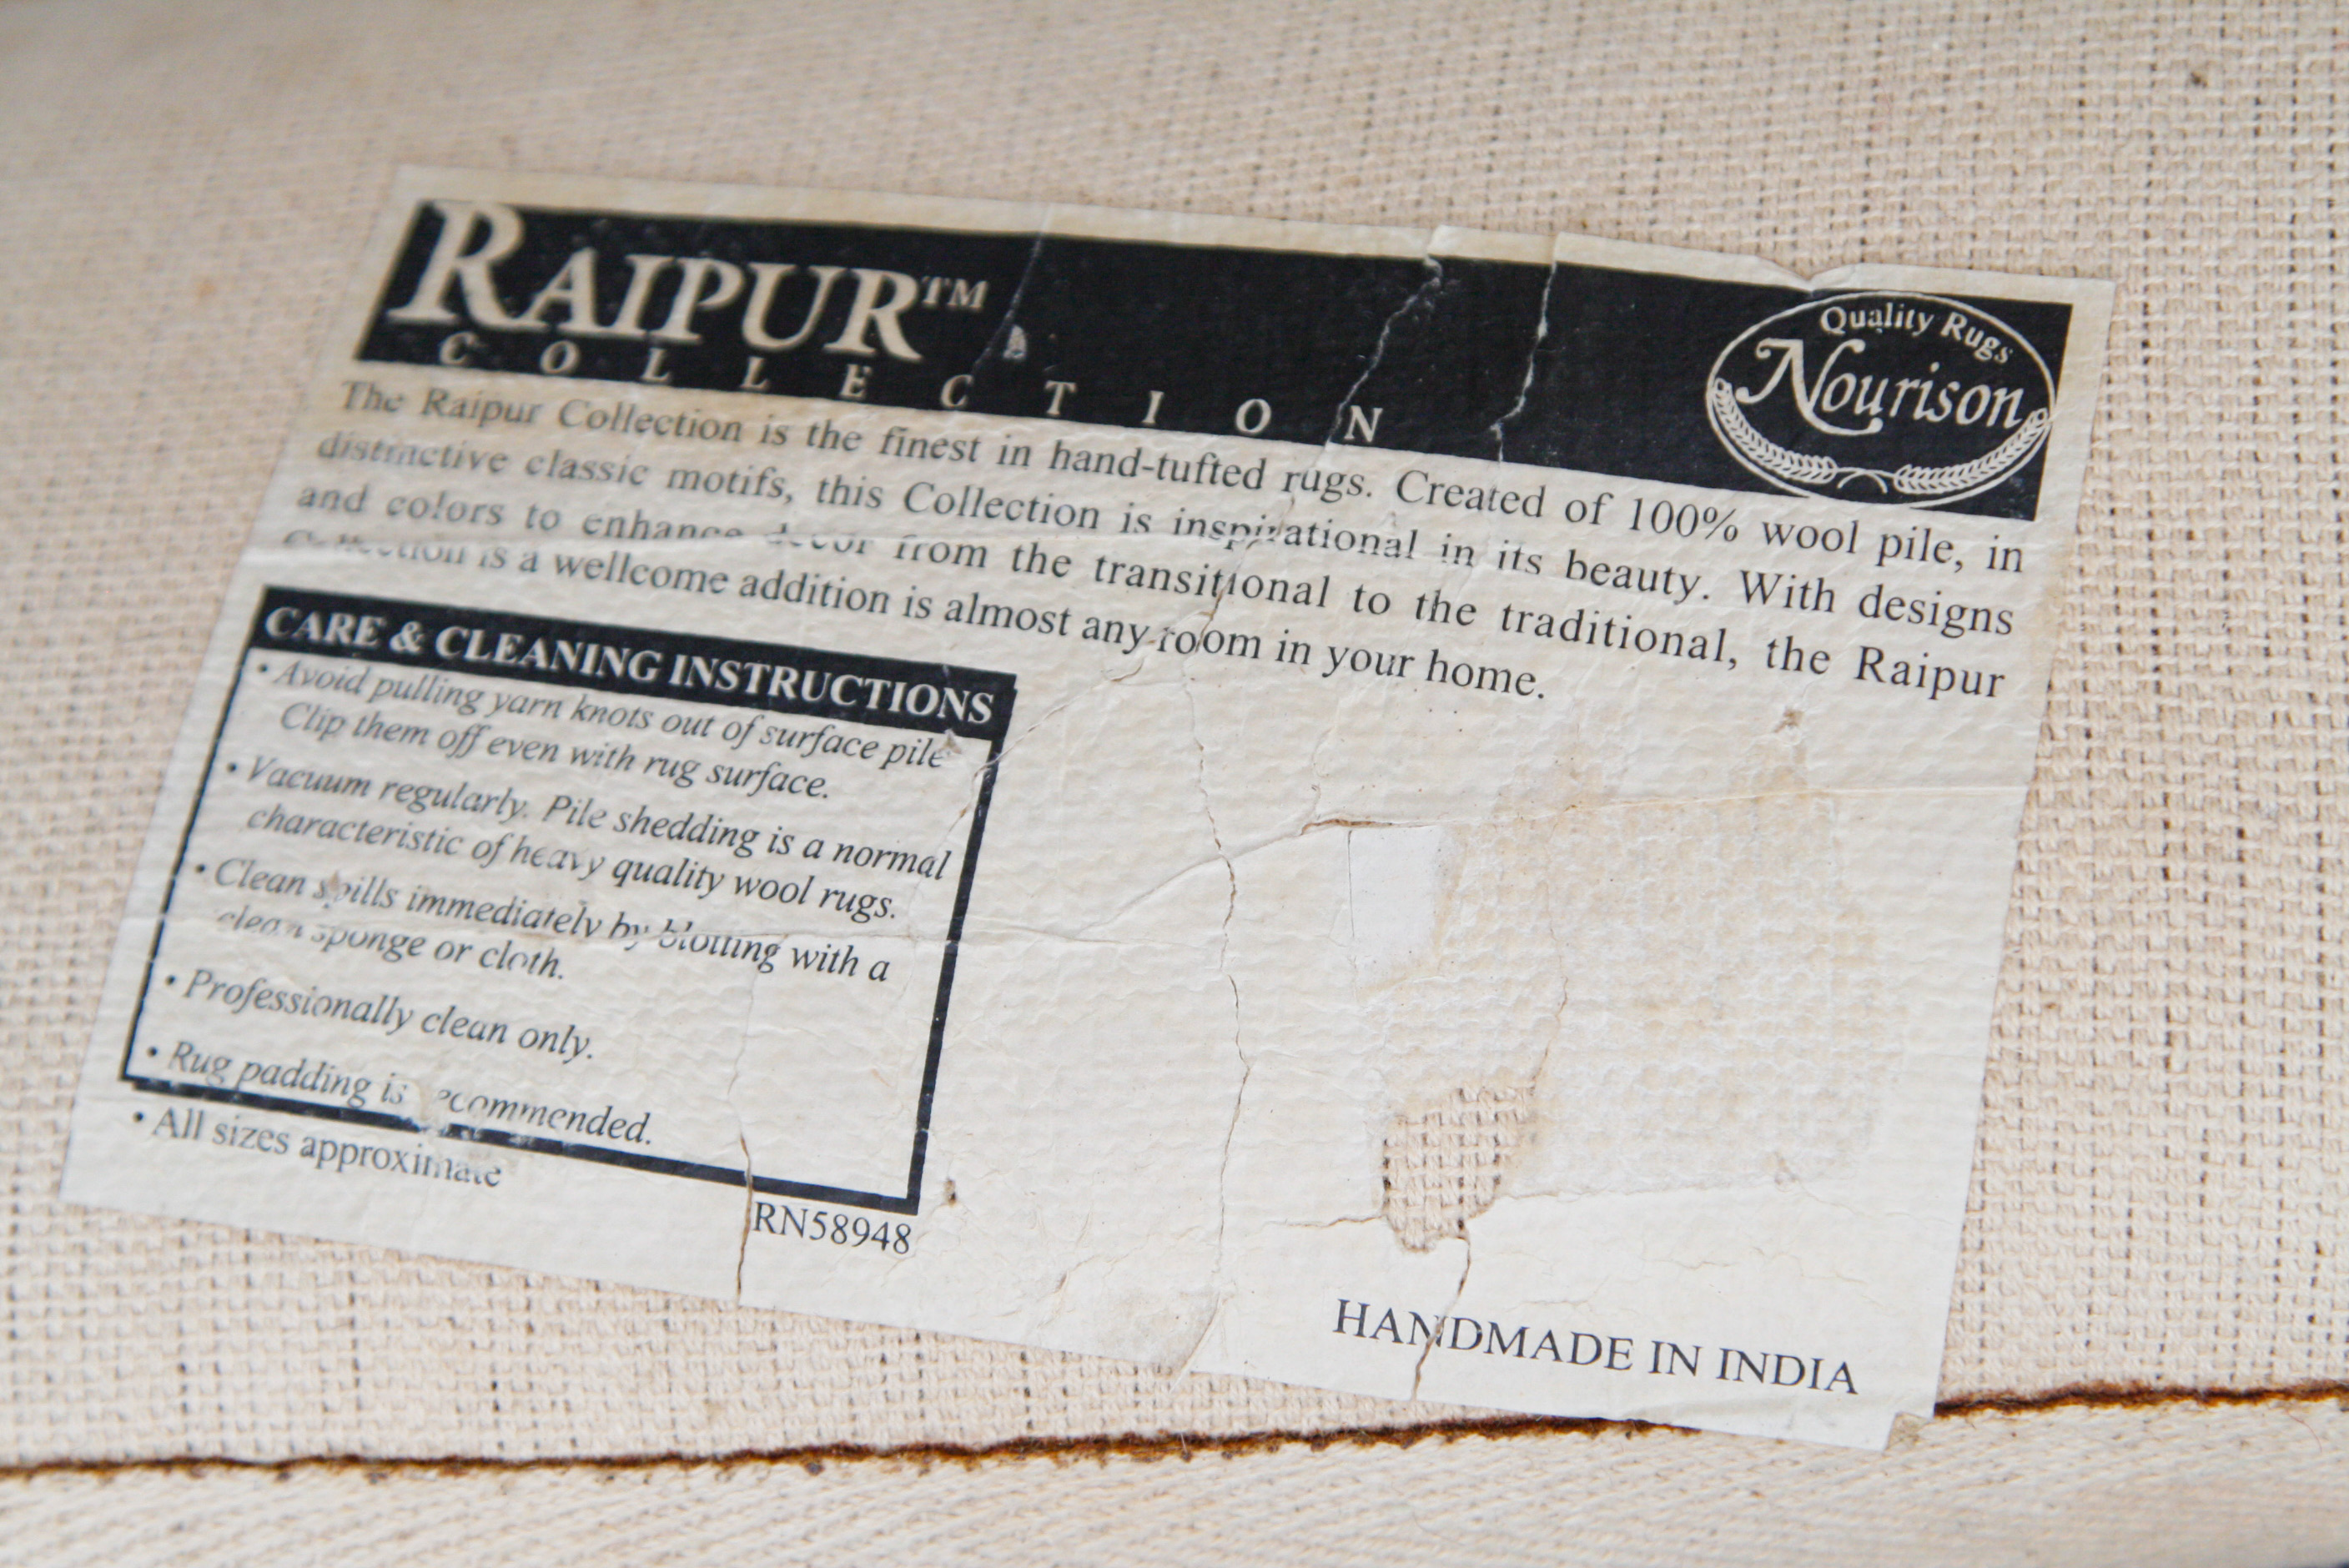 RAIPUR™
COLLECTION
Quality Rugs
Nourison
The Raipur Collection is the finest in hand-tufted rugs. Created of 100% wool pile, in
distinctive classic motifs, this Collection is inspirational in its beauty. With designs
and colors to enhance decor from the transitional to the traditional, the Raipur
Collection is a wellcome addition is almost any room in your home.
CARE & CLEANING INSTRUCTIONS
• Avoid pulling yarn knots out of surface pile
Clip them off even with rug surface.
• Vacuum regularly. Pile shedding is a normal
characteristic of heavy quality wool rugs.
• Clean spills immediately by blotting with a
clean sponge or cloth.
• Professionally clean only.
• Rug padding is recommended.
• All sizes approximate
RN58948
HANDMADE IN INDIA